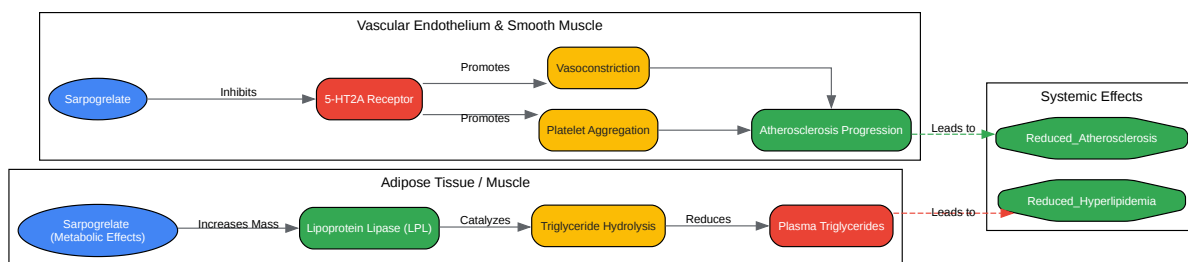 Vascular Endothelium & Smooth Muscle
Sarpogrelate
Inhibits
5-HT2A Receptor
Promotes
Promotes
Vasoconstriction
Platelet Aggregation
Atherosclerosis Progression
Leads to
Systemic Effects
Reduced_Atherosclerosis
Reduced_Hyperlipidemia
Adipose Tissue / Muscle
Sarpogrelate
(Metabolic Effects)
Increases Mass
Lipoprotein Lipase (LPL)
Catalyzes
Triglyceride Hydrolysis
Reduces
Plasma Triglycerides
Leads to